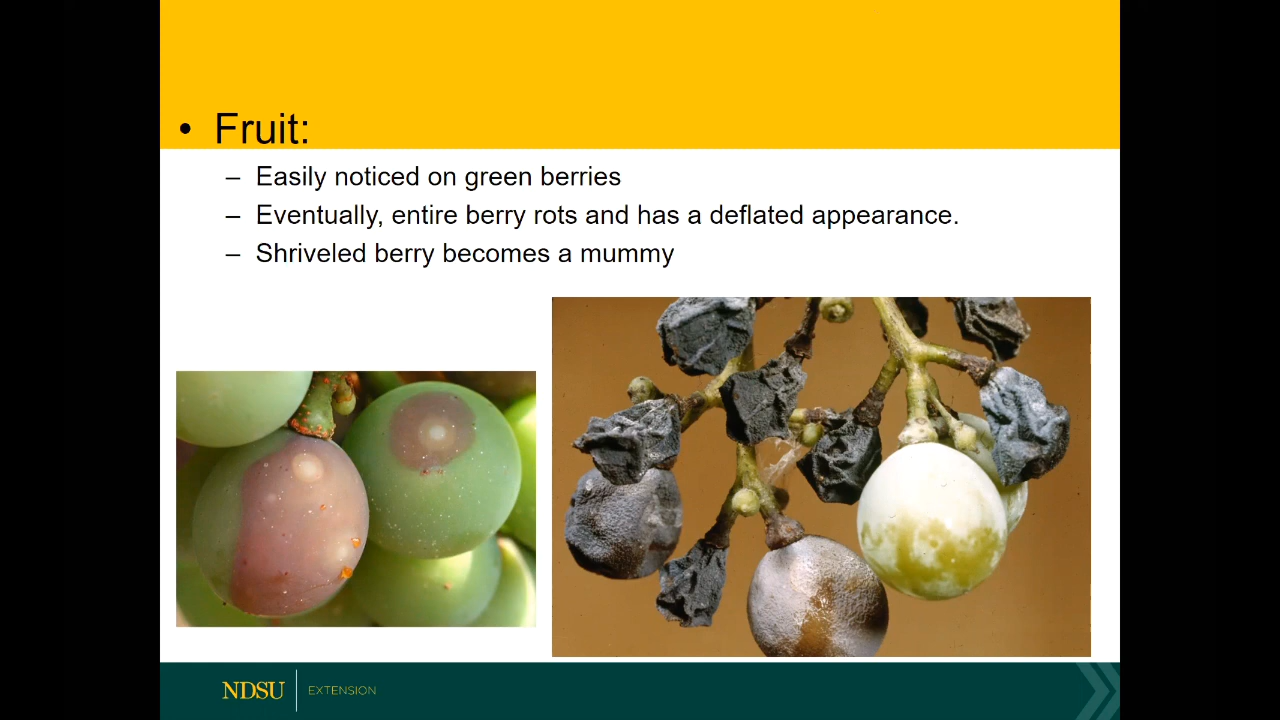 • Fruit:
– Easily noticed on green berries
– Eventually, entire berry rots and has a deflated appearance.
– Shriveled berry becomes a mummy
NDSU EXTENSION